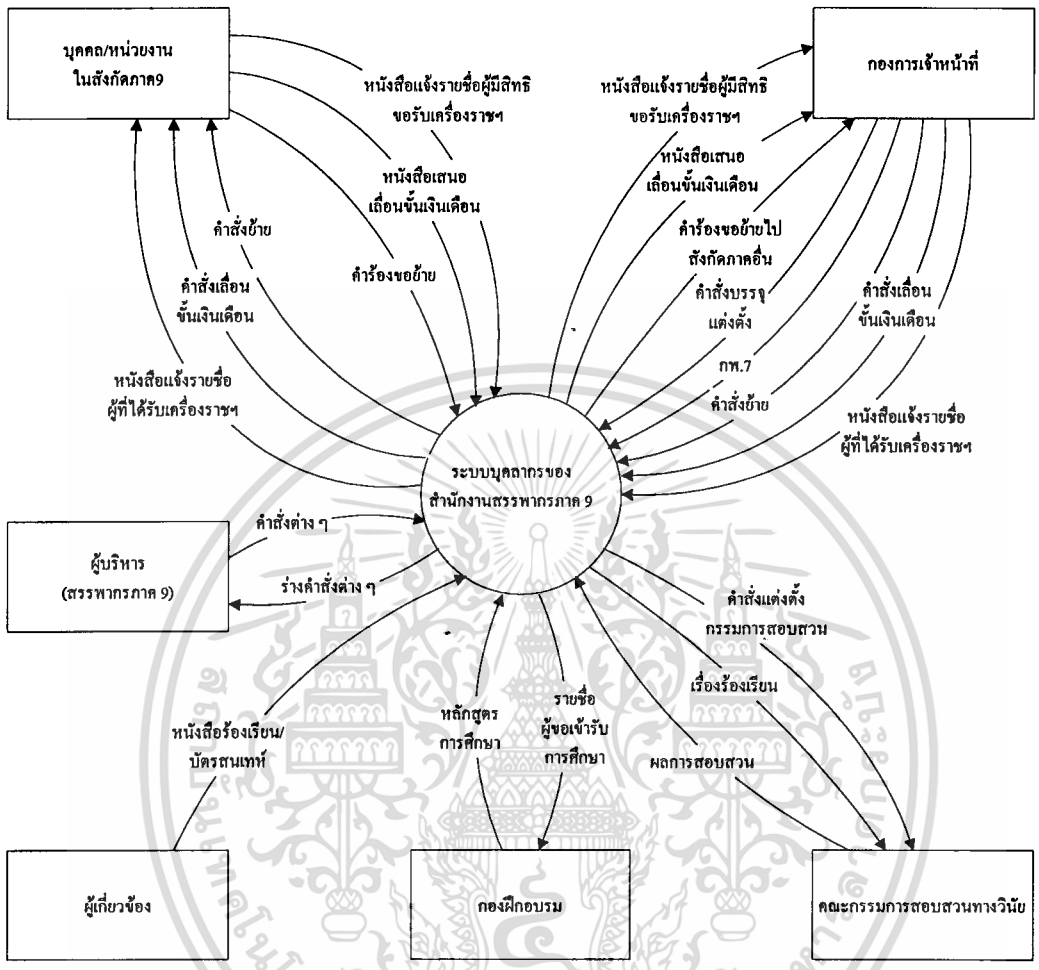 บุคคล/หน่วยงาน
ในสังกัดภาค9
กองการเจ้าหน้าที่
หนังสือแจ้งรายชื่อผู้มีสิทธิ
ขอรับเครื่องราชฯ
หนังสือแจ้งรายชื่อผู้มีสิทธิ
ขอรับเครื่องราชฯ
หนังสือเสนอ
เลื่อนขั้นเงินเดือน
หนังสือเสนอ
เลื่อนขั้นเงินเดือน
คำสั่งย้าย
คำร้องขอย้าย
คำร้องขอย้ายไป
สังกัดภาคอื่น
คำสั่งเลื่อน
ขั้นเงินเดือน
คำสั่งบรรจุ
แต่งตั้ง
คำสั่งเลื่อน
ขั้นเงินเดือน
กพ.7
หนังสือแจ้งรายชื่อ
ผู้ที่ได้รับเครื่องราชฯ
คำสั่งย้าย
หนังสือแจ้งรายชื่อ
ผู้ที่ได้รับเครื่องราชฯ
ระบบบุคลากรของ
สำนักงานสรรพากรภาค 9
คำสั่งต่าง ๆ
ผู้บริหาร
(สรรพากรภาค 9)
ร่างคำสั่งต่าง ๆ
คำสั่งแต่งตั้ง
กรรมการสอบสวน
เรื่องร้องเรียน
หนังสือร้องเรียน/
บัตรสนเท่ห์
หลักสูตร
การศึกษา
รายชื่อ
ผู้ขอเข้ารับ
การศึกษา
ผลการสอบสวน
ผู้เกี่ยวข้อง
กองฝึกอบรม
คณะกรรมการสอบสวนทางวินัย